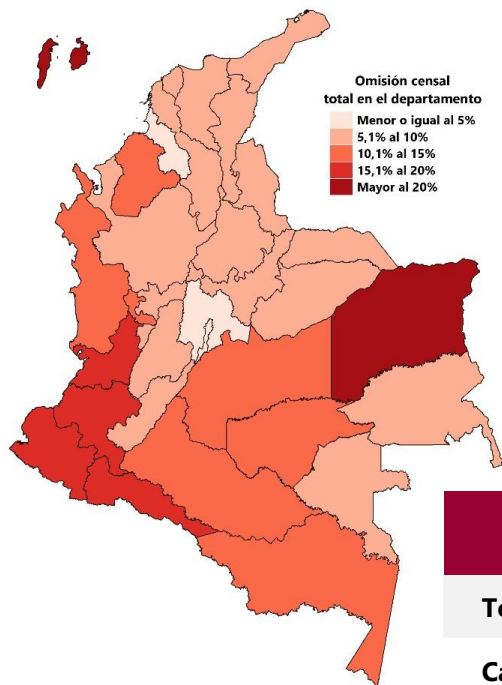 Omisión censal
total en el departamento
Menor o igual al 5%
5,1% al 10%
10,1% al 15%
15,1% al 20%
Mayor al 20%